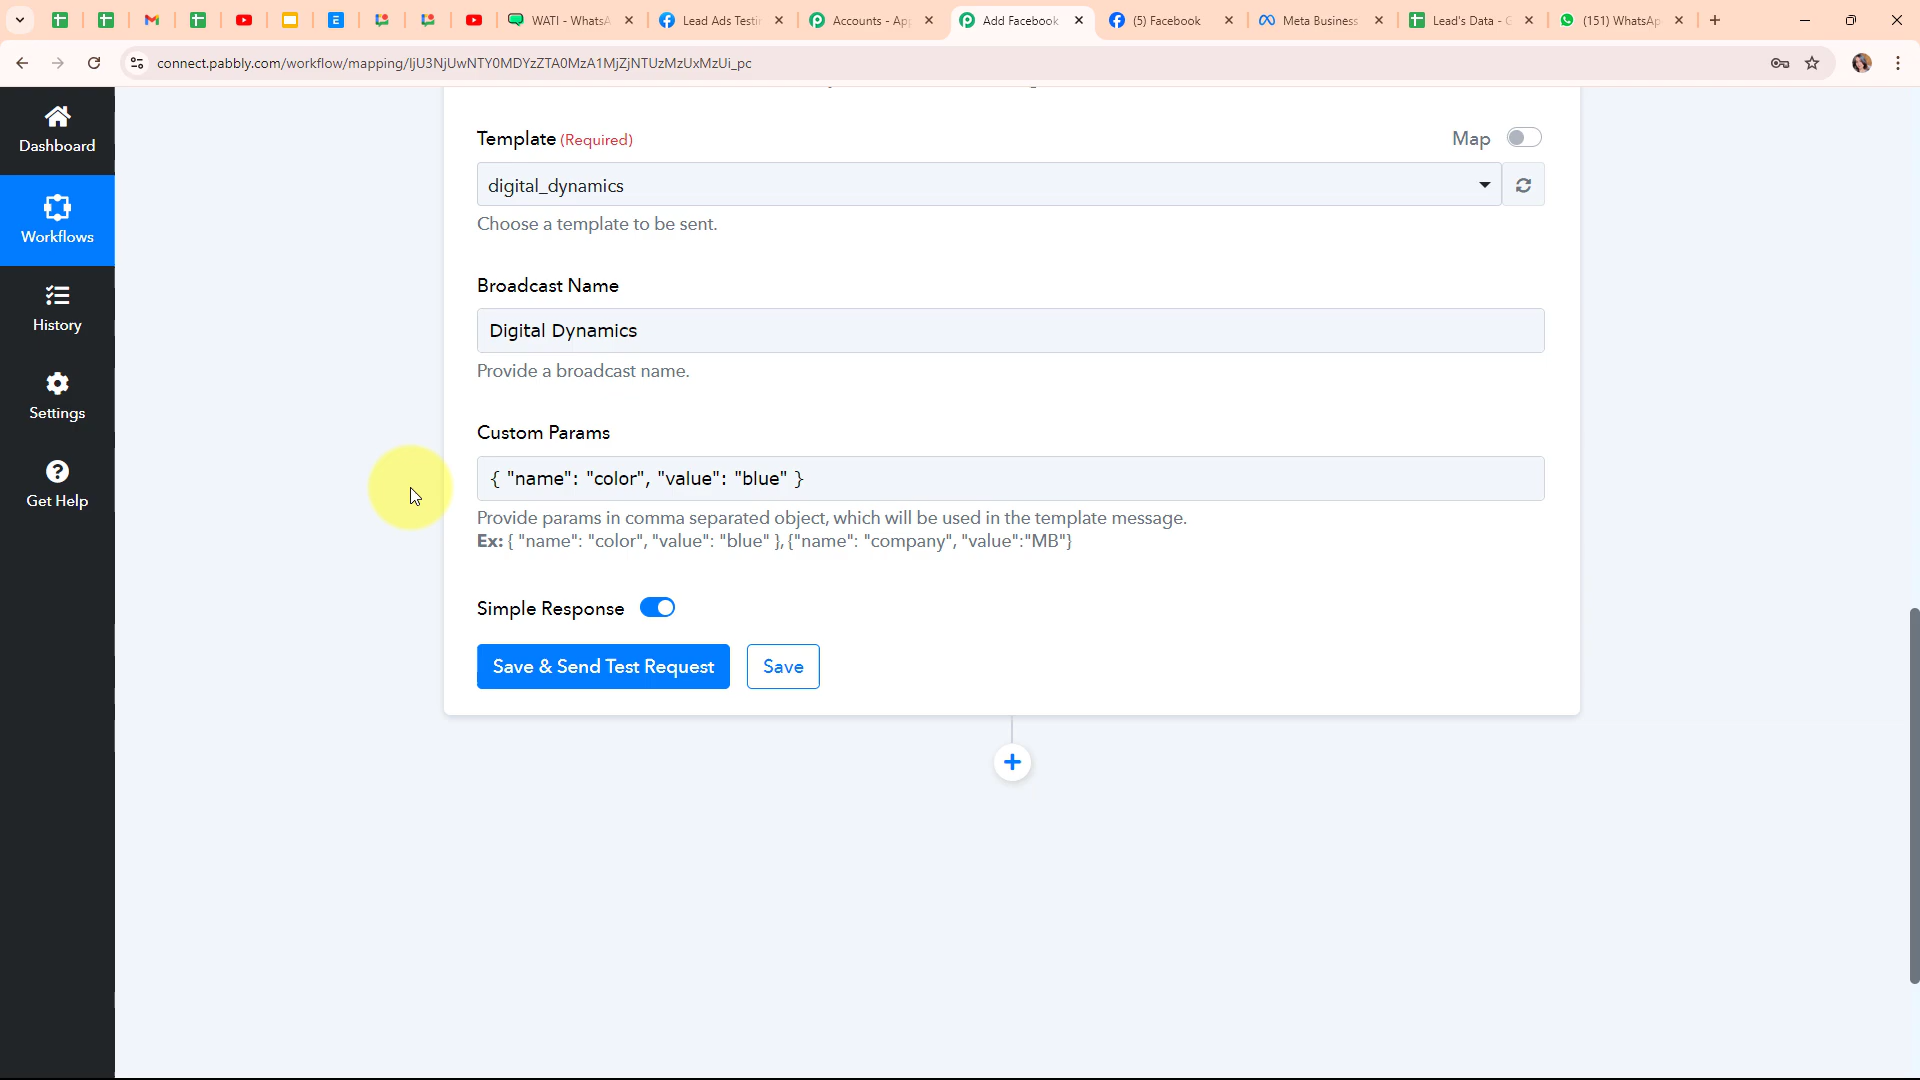 WATI - WhatsA
Lead Ads Testin
Accounts - Ap
Add Facebook
(5) Facebook
Meta Business
Lead's Data - G
(151) WhatsAp
connect.pabbly.com/workflow/mapping/IjU3NjUwNTY0MDYzZTA0MzA1MjZjNTUzMzUxMzUi_pc
Dashboard
Workflows
History
Settings
Get Help
Template (Required)
Map
digital_dynamics
Choose a template to be sent.
Broadcast Name
Digital Dynamics
Provide a broadcast name.
Custom Params
{ "name": "color", "value": "blue" }
Provide params in comma separated object, which will be used in the template message.
Ex: { "name": "color", "value": "blue" }, {"name": "company", "value":"MB"}
Simple Response
Save & Send Test Request
Save